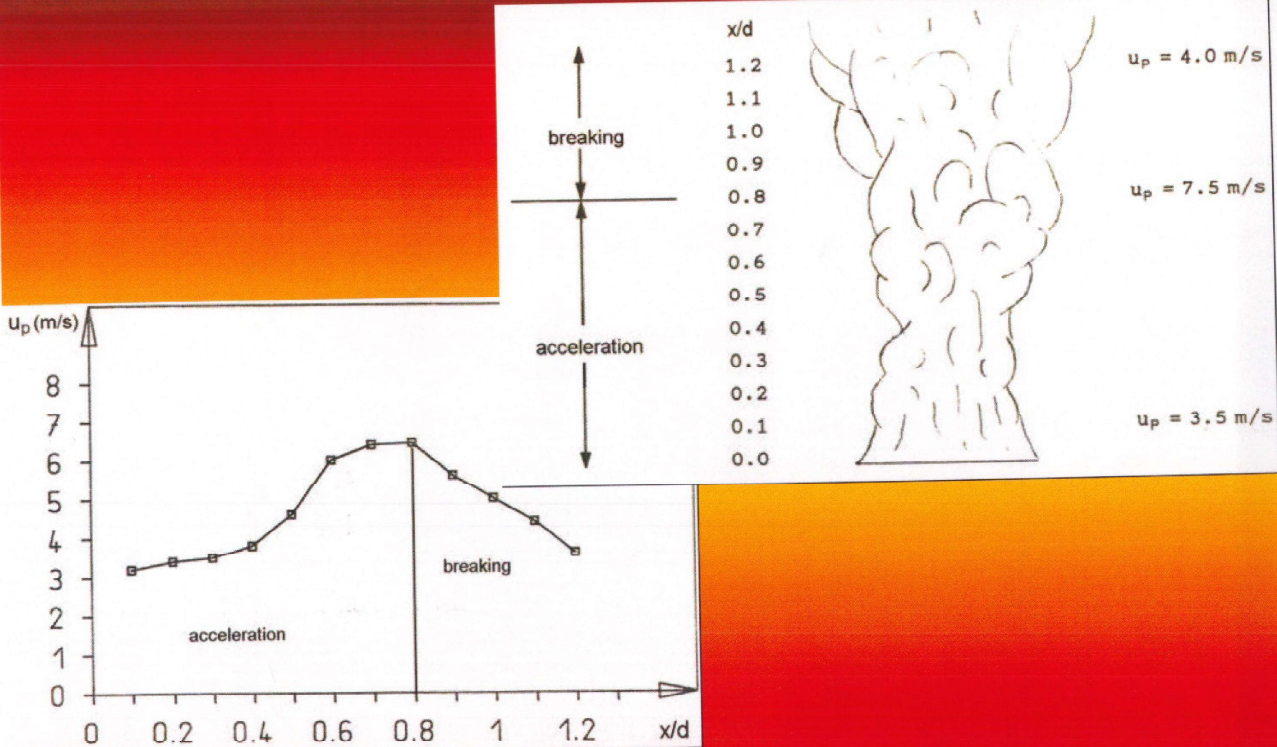 x/d
1.2
1.1
1.0
0.9
0.8
0.7
0.6
0.5
0.4
0.3
0.2
0.1
0.0
breaking
acceleration
u_p = 4.0 m/s
u_p = 7.5 m/s
u_p = 3.5 m/s
u_p (m/s)
8
7
6
5
4
3
2
1
0
acceleration
breaking
0 0.2 0.4 0.6 0.8 1 1.2 x/d